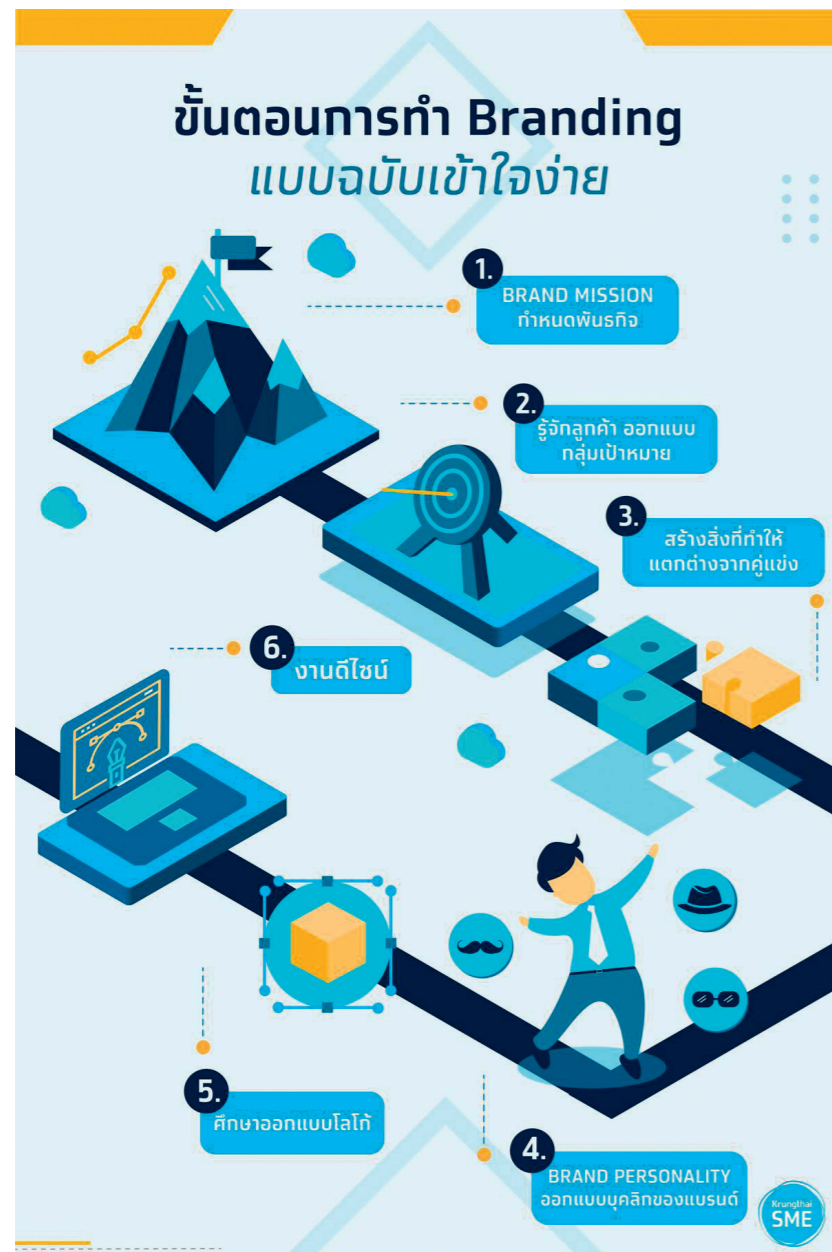 ขั้นตอนการทำ Branding
แบบฉบับเข้าใจง่าย
1.
BRAND MISSION
กำหนดพันธกิจ
2.
รู้จักลูกค้า ออกแบบ
กลุ่มเป้าหมาย
3.
สร้างสิ่งที่ทำให้
แตกต่างจากคู่แข่ง
4.
BRAND PERSONALITY
ออกแบบบุคลิกของแบรนด์
5.
ศึกษาออกแบบโลโก้
6.
งานดีไซน์
Krungthai
SME